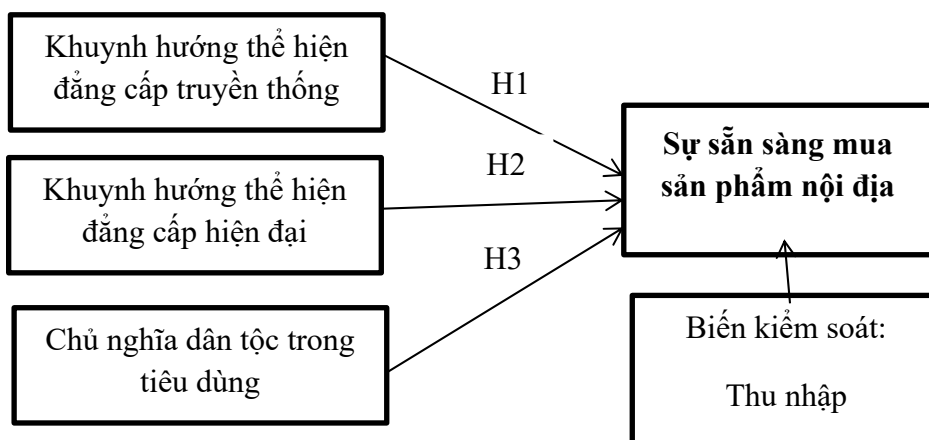 Khuynh hướng thể hiện
đẳng cấp truyền thống
H1
Sự sẵn sàng mua
sản phẩm nội địa
Khuynh hướng thể hiện
đẳng cấp hiện đại
H2
H3
Chủ nghĩa dân tộc trong
tiêu dùng
Biến kiểm soát:
Thu nhập